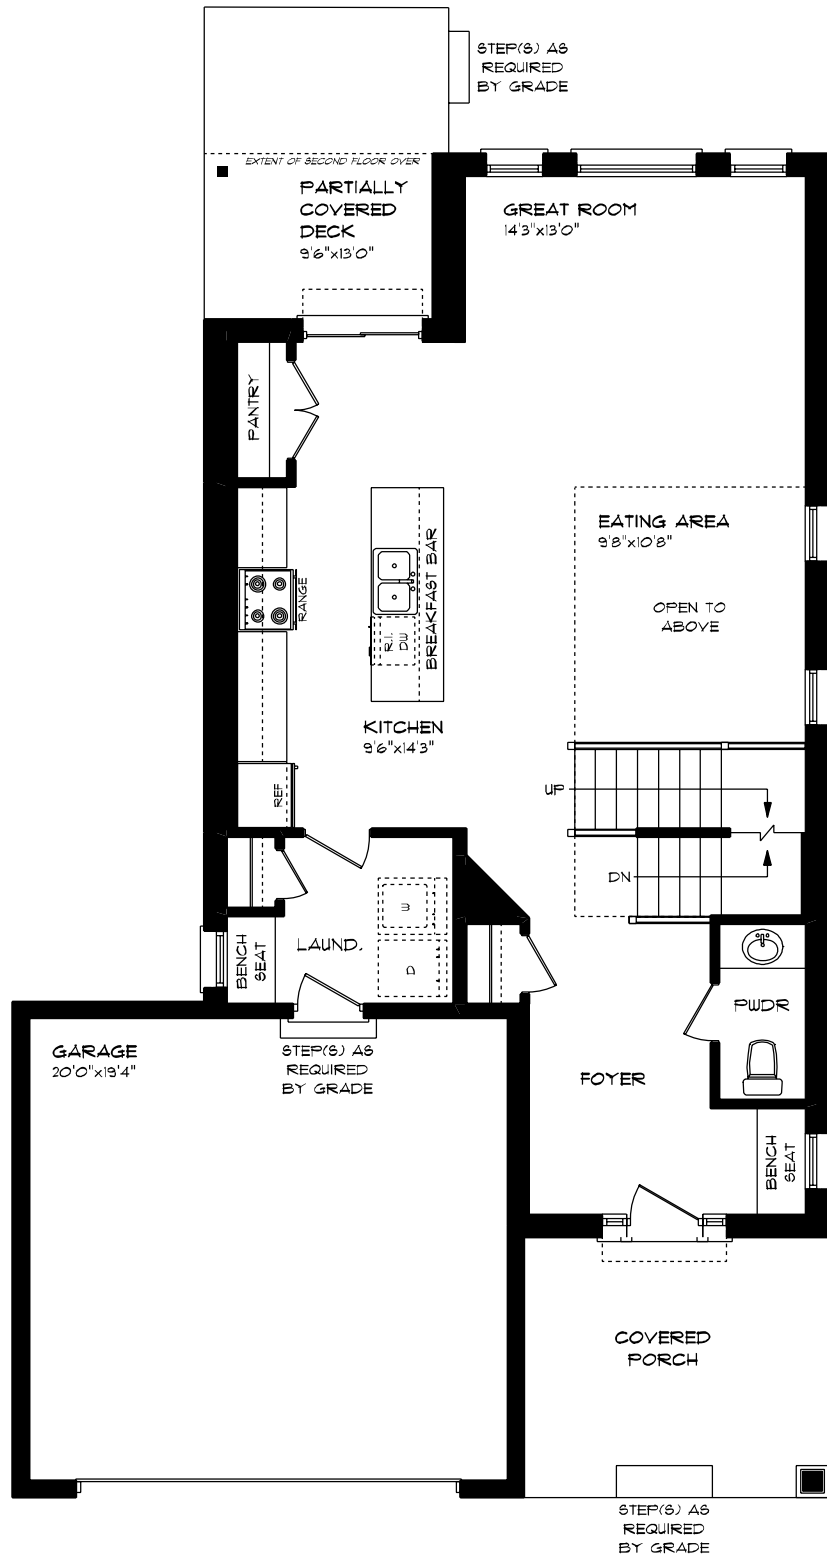 STEP(S) AS
REQUIRED
BY GRADE
EXTENT OF SECOND FLOOR OVER
PARTIALLY
COVERED
DECK
9'6"x13'0"
GREAT ROOM
14'3"x13'0"
PANTRY
EATING AREA
9'8"x10'8"
OPEN TO
ABOVE
RANGE
BREAKFAST BAR
R.I.
DW
KITCHEN
9'6"x14'3"
REF
UP
DN
W
D
LAUND.
BENCH
SEAT
PWDR
GARAGE
20'0"x19'4"
STEP(S) AS
REQUIRED
BY GRADE
FOYER
BENCH
SEAT
COVERED
PORCH
STEP(S) AS
REQUIRED
BY GRADE